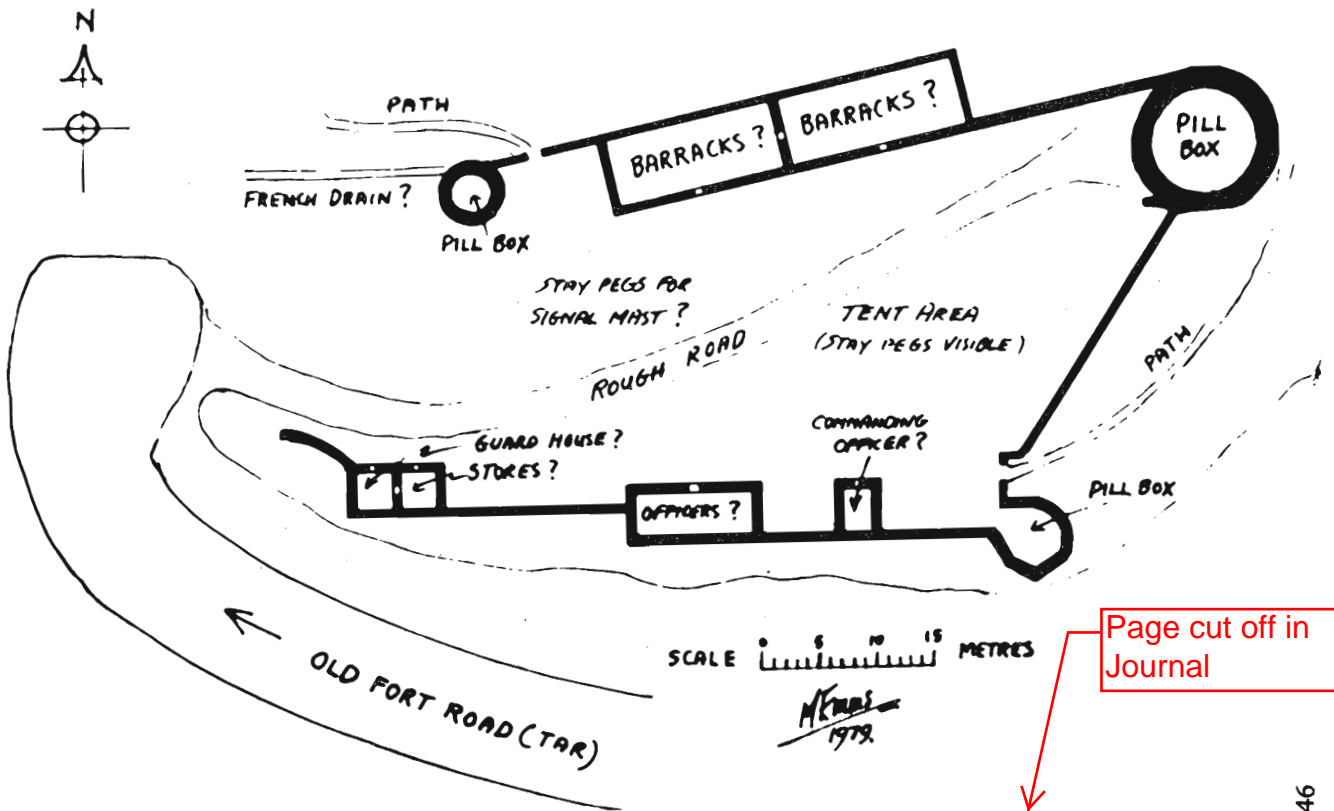 N
PATH
FRENCH DRAIN ?
PILL BOX
BARRACKS ?
BARRACKS ?
PILL
BOX
STAY PEGS FOR
SIGNAL MAST ?
TENT AREA
(STAY PEGS VISIBLE)
ROUGH ROAD
PATH
GUARD HOUSE ?
STORES ?
COMMANDING
OFFICER ?
OFFICERS ?
PILL BOX
OLD FORT ROAD (TAR)
SCALE 0 5 10 15 METRES
1979.
Page cut off in
Journal
46